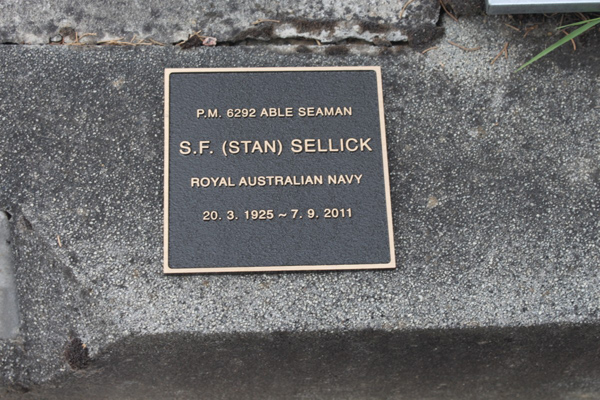 P.M. 6292 ABLE SEAMAN
S.F. (STAN) SELLICK
ROYAL AUSTRALIAN NAVY
20. 3. 1925 ~ 7. 9. 2011